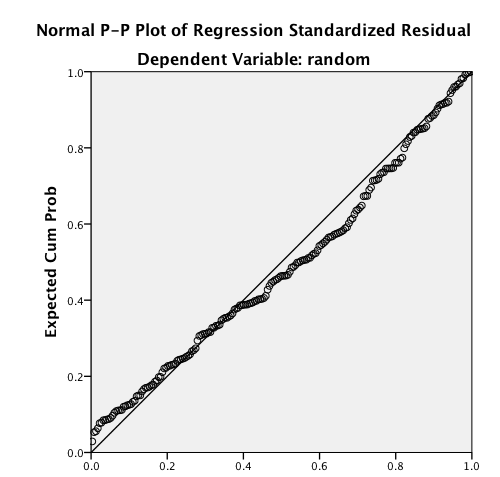 Normal P-P Plot of Regression Standardized Residual
Dependent Variable: random
Expected Cum Prob
1.0
0.8
0.6
0.4
0.2
0.0
0.0 0.2 0.4 0.6 0.8 1.0